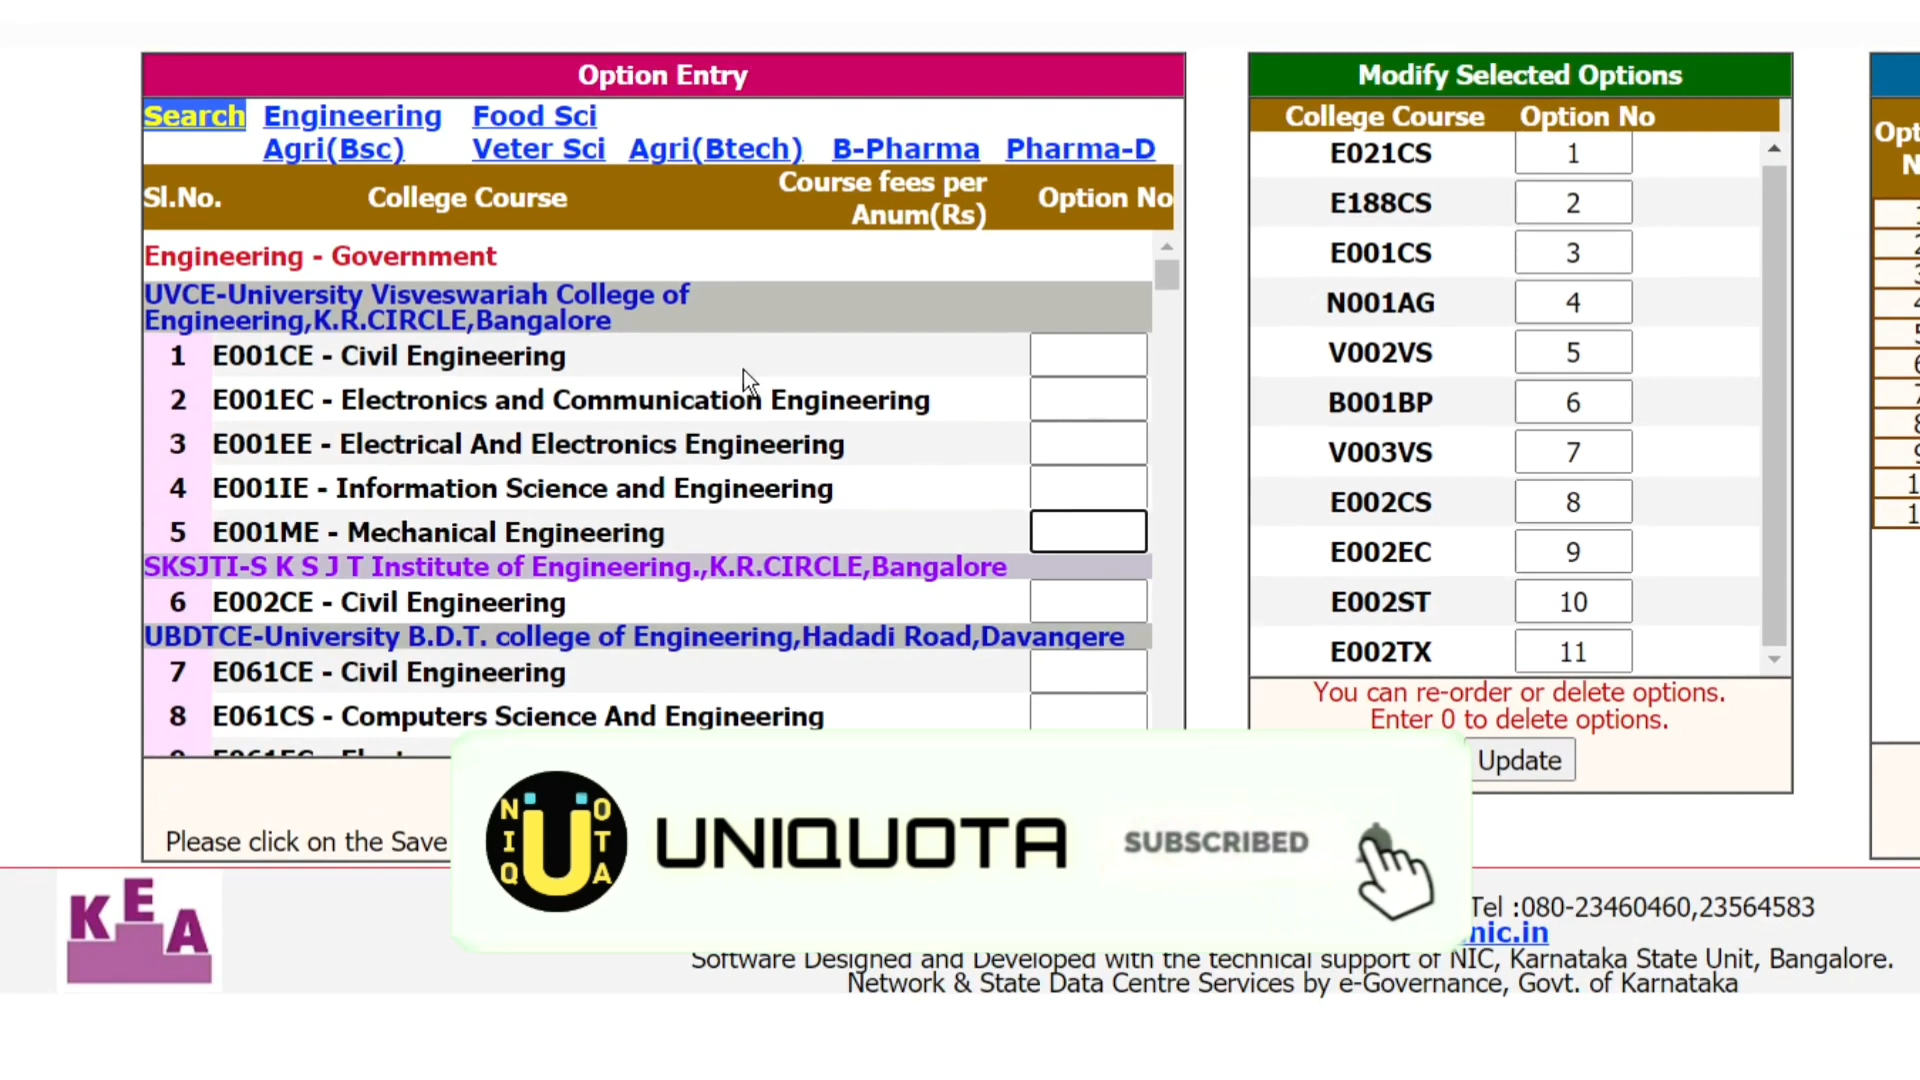 Option Entry
Search Engineering Food Sci
Agri(Bsc) Veter Sci Agri(Btech) B-Pharma Pharma-D
Sl.No. College Course Course fees per Anum(Rs) Option No
Engineering - Government
UVCE-University Visveswariah College of
Engineering,K.R.CIRCLE,Bangalore
1 E001CE - Civil Engineering
2 E001EC - Electronics and Communication Engineering
3 E001EE - Electrical And Electronics Engineering
4 E001IE - Information Science and Engineering
5 E001ME - Mechanical Engineering
SKSJTI-S K S J T Institute of Engineering.,K.R.CIRCLE,Bangalore
6 E002CE - Civil Engineering
UBDTCE-University B.D.T. college of Engineering,Hadadi Road,Davangere
7 E061CE - Civil Engineering
8 E061CS - Computers Science And Engineering
Please click on the Save
Modify Selected Options
College Course Option No
E021CS 1
E188CS 2
E001CS 3
N001AG 4
V002VS 5
B001BP 6
V003VS 7
E002CS 8
E002EC 9
E002ST 10
E002TX 11
You can re-order or delete options.
Enter 0 to delete options.
Update
NIQ U OTA
UNIQUOTA SUBSCRIBED
KEA
Tel :080-23460460,23564583
nic.in
Software Designed and Developed with the technical support of NIC, Karnataka State Unit, Bangalore.
Network & State Data Centre Services by e-Governance, Govt. of Karnataka